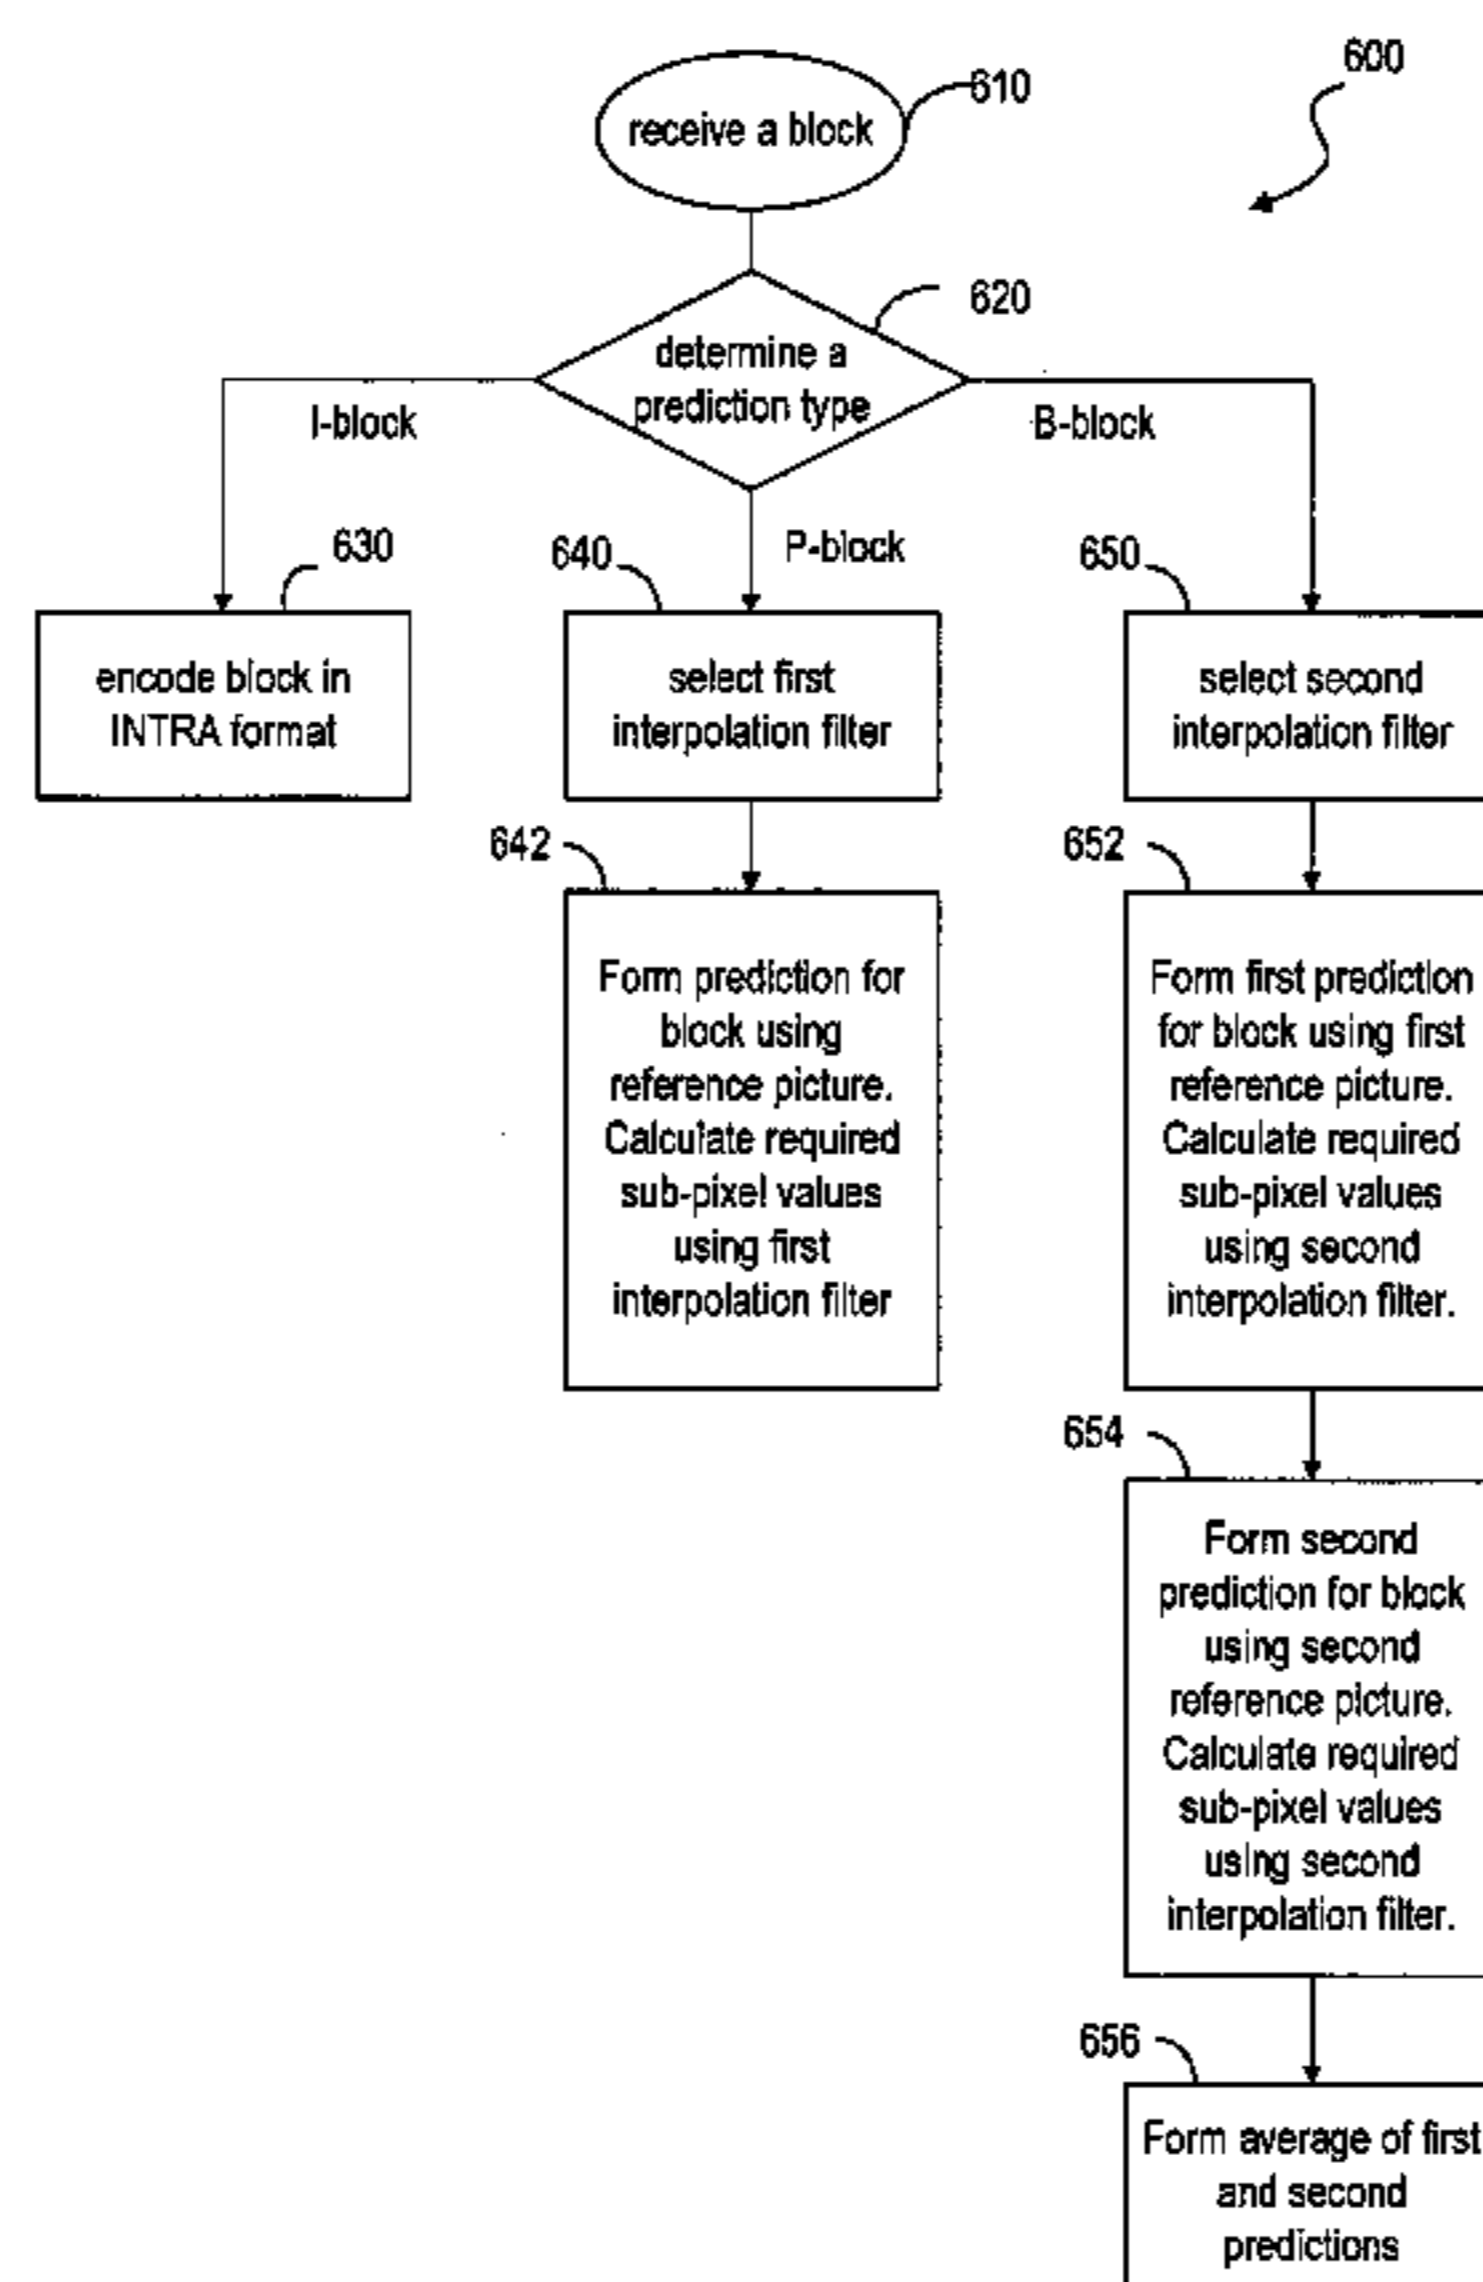 600
610
receive a block
620
determine a
prediction type
I-block
P-block
B-block
630
encode block in
INTRA format
640
select first
interpolation filter
650
select second
interpolation filter
642
Form prediction for
block using
reference picture.
Calculate required
sub-pixel values
using first
interpolation filter
652
Form first prediction
for block using first
reference picture.
Calculate required
sub-pixel values
using second
interpolation filter.
654
Form second
prediction for block
using second
reference picture.
Calculate required
sub-pixel values
using second
interpolation filter.
656
Form average of first
and second
predictions